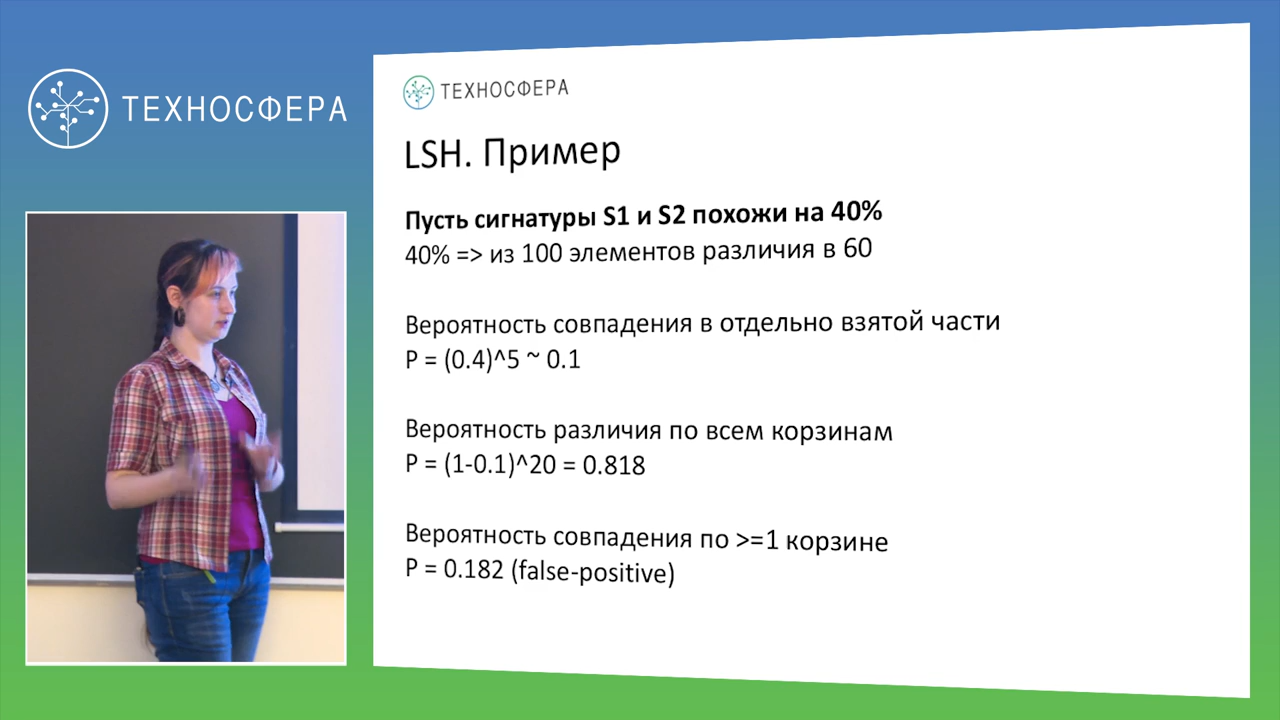 ТЕХНОСФЕРА
ТЕХНОСФЕРА
LSH. Пример
Пусть сигнатуры S1 и S2 похожи на 40%
40% => из 100 элементов различия в 60
Вероятность совпадения в отдельно взятой части
P = (0.4)^5 ~ 0.1
Вероятность различия по всем корзинам
P = (1-0.1)^20 = 0.818
Вероятность совпадения по >=1 корзине
P = 0.182 (false-positive)